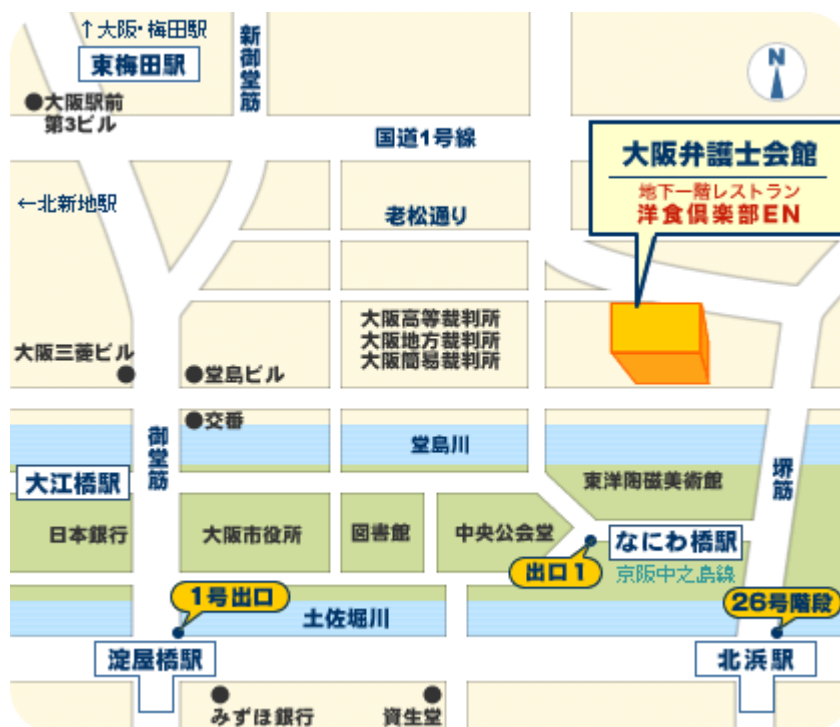 ↑大阪・梅田駅
東梅田駅
新御堂筋
N
●大阪駅前
第3ビル
国道1号線
大阪弁護士会館
地下一階レストラン
洋食倶楽部EN
←北新地駅
老松通り
大阪高等裁判所
大阪地方裁判所
大阪簡易裁判所
大阪三菱ビル
●堂島ビル
●交番
御堂筋
堂島川
堺筋
大江橋駅
東洋陶磁美術館
日本銀行
大阪市役所
図書館
中央公会堂
なにわ橋駅
出口1
京阪中之島線
1号出口
土佐堀川
26号階段
淀屋橋駅
北浜駅
みずほ銀行
資生堂